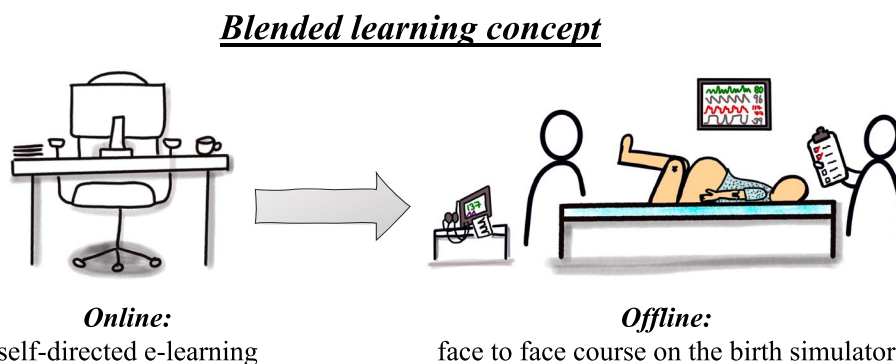 Blended learning concept
80
96
137
Online:
self-directed e-learning
Offline:
face to face course on the birth simulator